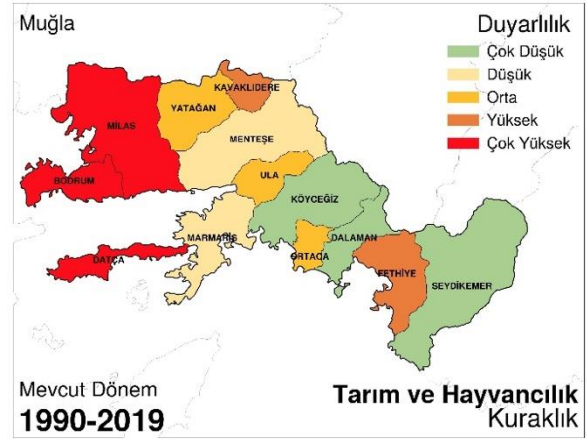 Muğla
Duyarlılık
Çok Düşük
Düşük
Orta
Yüksek
Çok Yüksek
KAVAKLIDERE
YATAĞAN
MİLAS
MENTEŞE
ULA
BODRUM
KÖYCEĞİZ
MARMARİS
DALAMAN
DATÇA
ORTACA
FETHİYE
SEYDİKEMER
Mevcut Dönem
1990-2019
Tarım ve Hayvancılık
Kuraklık